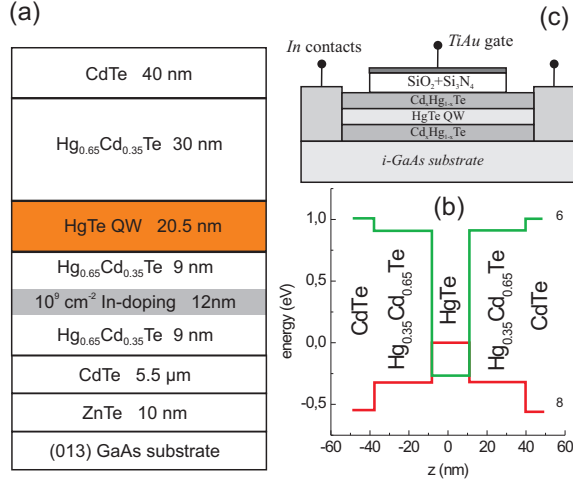 (a)
CdTe 40 nm
Hg0.65Cd0.35Te 30 nm
HgTe QW 20.5 nm
Hg0.65Cd0.35Te 9 nm
10^9 cm^-2 In-doping 12nm
Hg0.65Cd0.35Te 9 nm
CdTe 5.5 µm
ZnTe 10 nm
(013) GaAs substrate
(c)
In contacts
TiAu gate
SiO2+Si3N4
CdxHg1-xTe
HgTe QW
CdxHg1-xTe
i-GaAs substrate
(b)
1,0
0,5
0,0
-0,5
energy (eV)
CdTe
Hg0.35Cd0.65Te
HgTe
Hg0.35Cd0.65Te
CdTe
6
8
-60 -40 -20 0 20 40 60
z (nm)